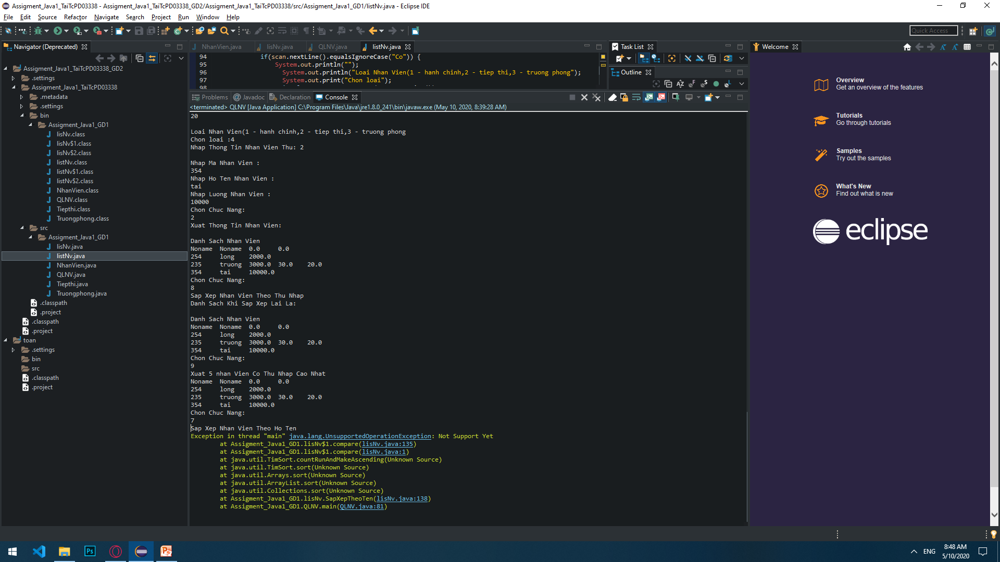 Assigment_Java1_TaiTcPD03338 - Assigment_Java1_TaiTcPD03338_GD2/Assigment_Java1_TaiTcPD03338/src/Assigment_Java1_GD1/listNv.java - Eclipse IDE
File Edit Source Refactor Navigate Search Project Run Window Help
Quick Access
Navigator (Deprecated)
Assigment_Java1_TaiTcPD03338_GD2
.settings
Assigment_Java1_TaiTcPD03338
.metadata
.settings
bin
Assigment_Java1_GD1
lisNv.class
lisNv$1.class
lisNv$2.class
listNv.class
listNv$1.class
listNv$2.class
NhanVien.class
QLNV.class
Tiepthi.class
Truongphong.class
src
Assigment_Java1_GD1
lisNv.java
listNv.java
NhanVien.java
QLNV.java
Tiepthi.java
Truongphong.java
.classpath
.project
.classpath
.project
toan
.settings
bin
src
.classpath
.project
NhanVien.java lisNv.java QLNV.java listNv.java
94 if(scan.nextLine().equalsIgnoreCase("Co")) {
95 System.out.println("");
96 System.out.println("Loai Nhan Vien(1 - hanh chinh,2 - tiep thi,3 - truong phong");
97 System.out.print("Chon loai");
98
Problems Javadoc Declaration Console
<terminated> QLNV [Java Application] C:\Program Files\Java\jre1.8.0_241\bin\javaw.exe (May 10, 2020, 8:39:28 AM)
20
Loai Nhan Vien(1 - hanh chinh,2 - tiep thi,3 - truong phong
Chon loai :4
Nhap Thong Tin Nhan Vien Thu: 2
Nhap Ma Nhan Vien :
354
Nhap Ho Ten Nhan Vien :
tai
Nhap Luong Nhan Vien :
10000
Chon Chuc Nang:
2
Xuat Thong Tin Nhan Vien:
Danh Sach Nhan Vien
Noname Noname 0.0 0.0
254 long 2000.0
235 truong 3000.0 30.0 20.0
354 tai 10000.0
Chon Chuc Nang:
8
Sap Xep Nhan Vien Theo Thu Nhap
Danh Sach Khi Sap Xep Lai La:
Danh Sach Nhan Vien
Noname Noname 0.0 0.0
254 long 2000.0
235 truong 3000.0 30.0 20.0
354 tai 10000.0
Chon Chuc Nang:
9
Xuat 5 nhan Vien Co Thu Nhap Cao Nhat
Noname Noname 0.0 0.0
254 long 2000.0
235 truong 3000.0 30.0 20.0
354 tai 10000.0
Chon Chuc Nang:
7
Sap Xep Nhan Vien Theo Ho Ten
Exception in thread "main" java.lang.UnsupportedOperationException: Not Support Yet
at Assigment_Java1_GD1.lisNv$1.compare(lisNv.java:135)
at Assigment_Java1_GD1.lisNv$1.compare(lisNv.java:1)
at java.util.TimSort.countRunAndMakeAscending(Unknown Source)
at java.util.TimSort.sort(Unknown Source)
at java.util.Arrays.sort(Unknown Source)
at java.util.ArrayList.sort(Unknown Source)
at java.util.Collections.sort(Unknown Source)
at Assigment_Java1_GD1.lisNv.SapXepTheoTen(lisNv.java:138)
at Assigment_Java1_GD1.QLNV.main(QLNV.java:81)
Task List
Outline
Welcome
Overview
Get an overview of the features
Tutorials
Go through tutorials
Samples
Try out the samples
What's New
Find out what is new
eclipse
Ps
ENG
8:48 AM
5/10/2020